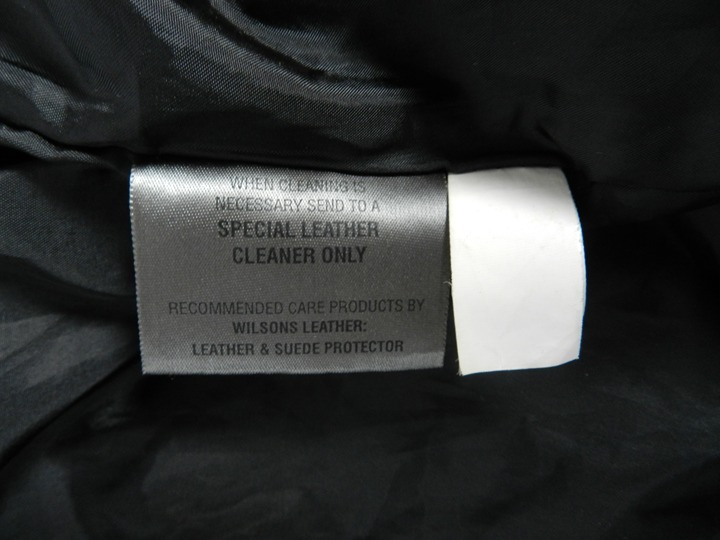 WHEN CLEANING IS
NECESSARY SEND TO A
SPECIAL LEATHER
CLEANER ONLY
RECOMMENDED CARE PRODUCTS BY
WILSONS LEATHER:
LEATHER & SUEDE PROTECTOR